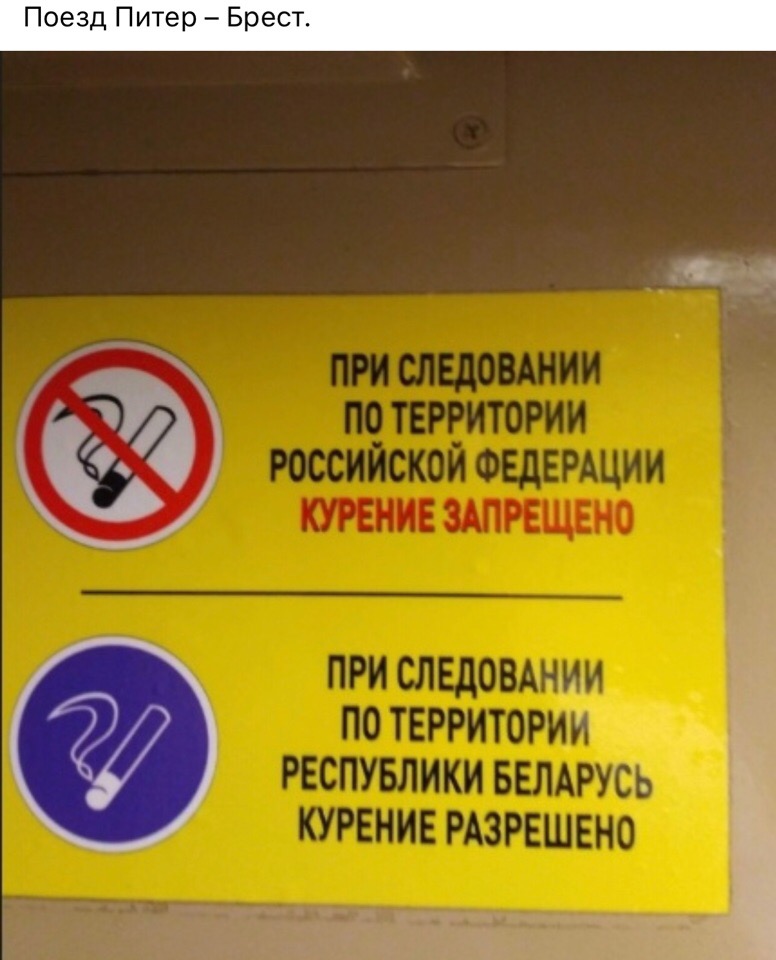 Поезд Питер – Брест.
ПРИ СЛЕДОВАНИИ
ПО ТЕРРИТОРИИ
РОССИЙСКОЙ ФЕДЕРАЦИИ
КУРЕНИЕ ЗАПРЕЩЕНО
ПРИ СЛЕДОВАНИИ
ПО ТЕРРИТОРИИ
РЕСПУБЛИКИ БЕЛАРУСЬ
КУРЕНИЕ РАЗРЕШЕНО